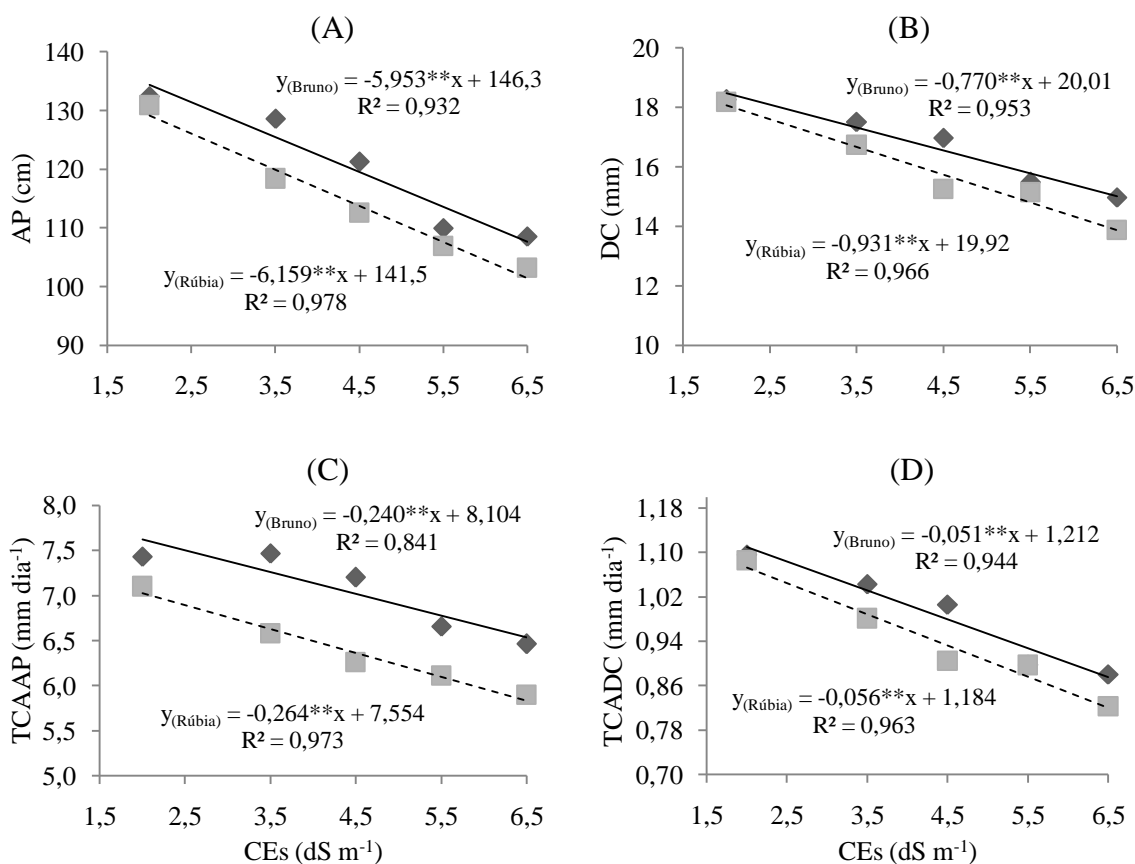 (A)
140
130
120
110
100
90
AP (cm)
y(Bruno) = -5,953**x + 146,3
R² = 0,932
y(Rúbia) = -6,159**x + 141,5
R² = 0,978
1,5 2,5 3,5 4,5 5,5 6,5
(B)
20
18
16
14
12
10
DC (mm)
y(Bruno) = -0,770**x + 20,01
R² = 0,953
y(Rúbia) = -0,931**x + 19,92
R² = 0,966
1,5 2,5 3,5 4,5 5,5 6,5
(C)
8,0
7,5
7,0
6,5
6,0
5,5
5,0
TCAAP (mm dia⁻¹)
y(Bruno) = -0,240**x + 8,104
R² = 0,841
y(Rúbia) = -0,264**x + 7,554
R² = 0,973
1,5 2,5 3,5 4,5 5,5 6,5
CEs (dS m⁻¹)
(D)
1,18
1,10
1,02
0,94
0,86
0,78
0,70
TCADC (mm dia⁻¹)
y(Bruno) = -0,051**x + 1,212
R² = 0,944
y(Rúbia) = -0,056**x + 1,184
R² = 0,963
1,5 2,5 3,5 4,5 5,5 6,5
CEs (dS m⁻¹)